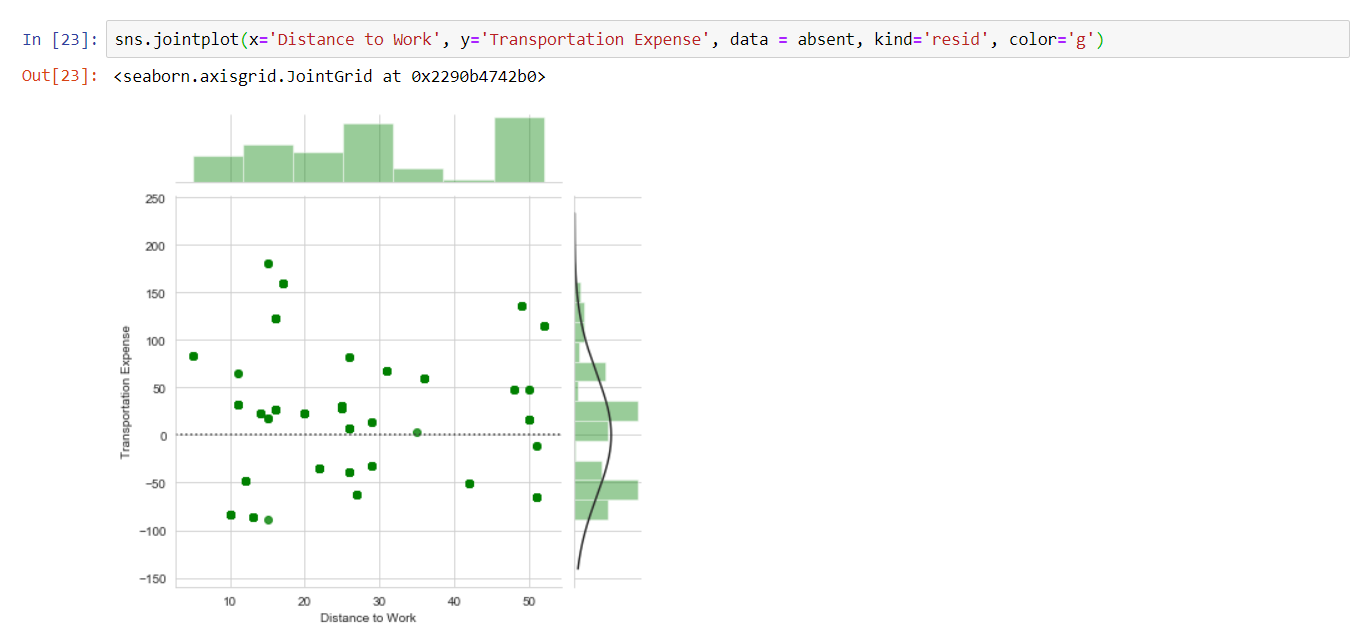 In [23]: sns.jointplot(x='Distance to Work', y='Transportation Expense', data = absent, kind='resid', color='g')
Out[23]: <seaborn.axisgrid.JointGrid at 0x2290b4742b0>
250
200
150
100
50
0
−50
−100
−150
Transportation Expense
10 20 30 40 50
Distance to Work